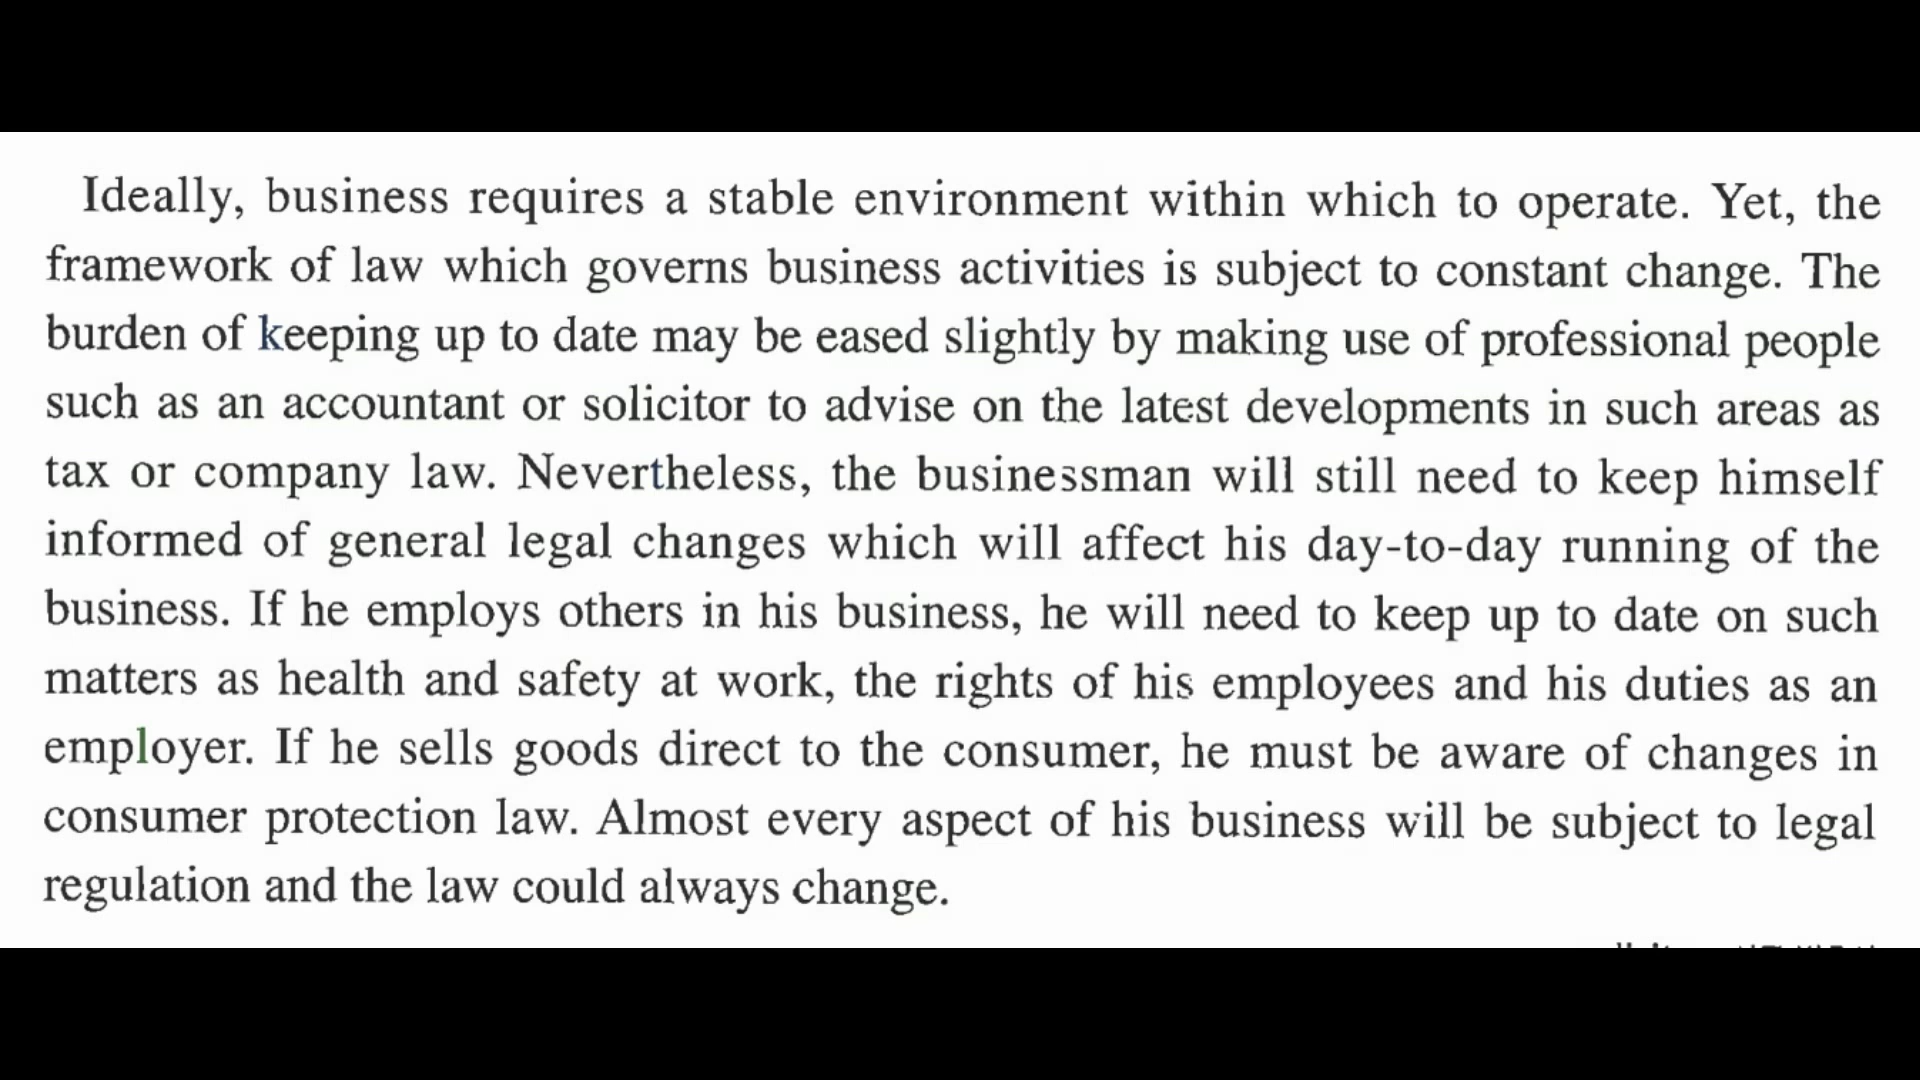 Ideally, business requires a stable environment within which to operate. Yet, the
framework of law which governs business activities is subject to constant change. The
burden of keeping up to date may be eased slightly by making use of professional people
such as an accountant or solicitor to advise on the latest developments in such areas as
tax or company law. Nevertheless, the businessman will still need to keep himself
informed of general legal changes which will affect his day-to-day running of the
business. If he employs others in his business, he will need to keep up to date on such
matters as health and safety at work, the rights of his employees and his duties as an
employer. If he sells goods direct to the consumer, he must be aware of changes in
consumer protection law. Almost every aspect of his business will be subject to legal
regulation and the law could always change.